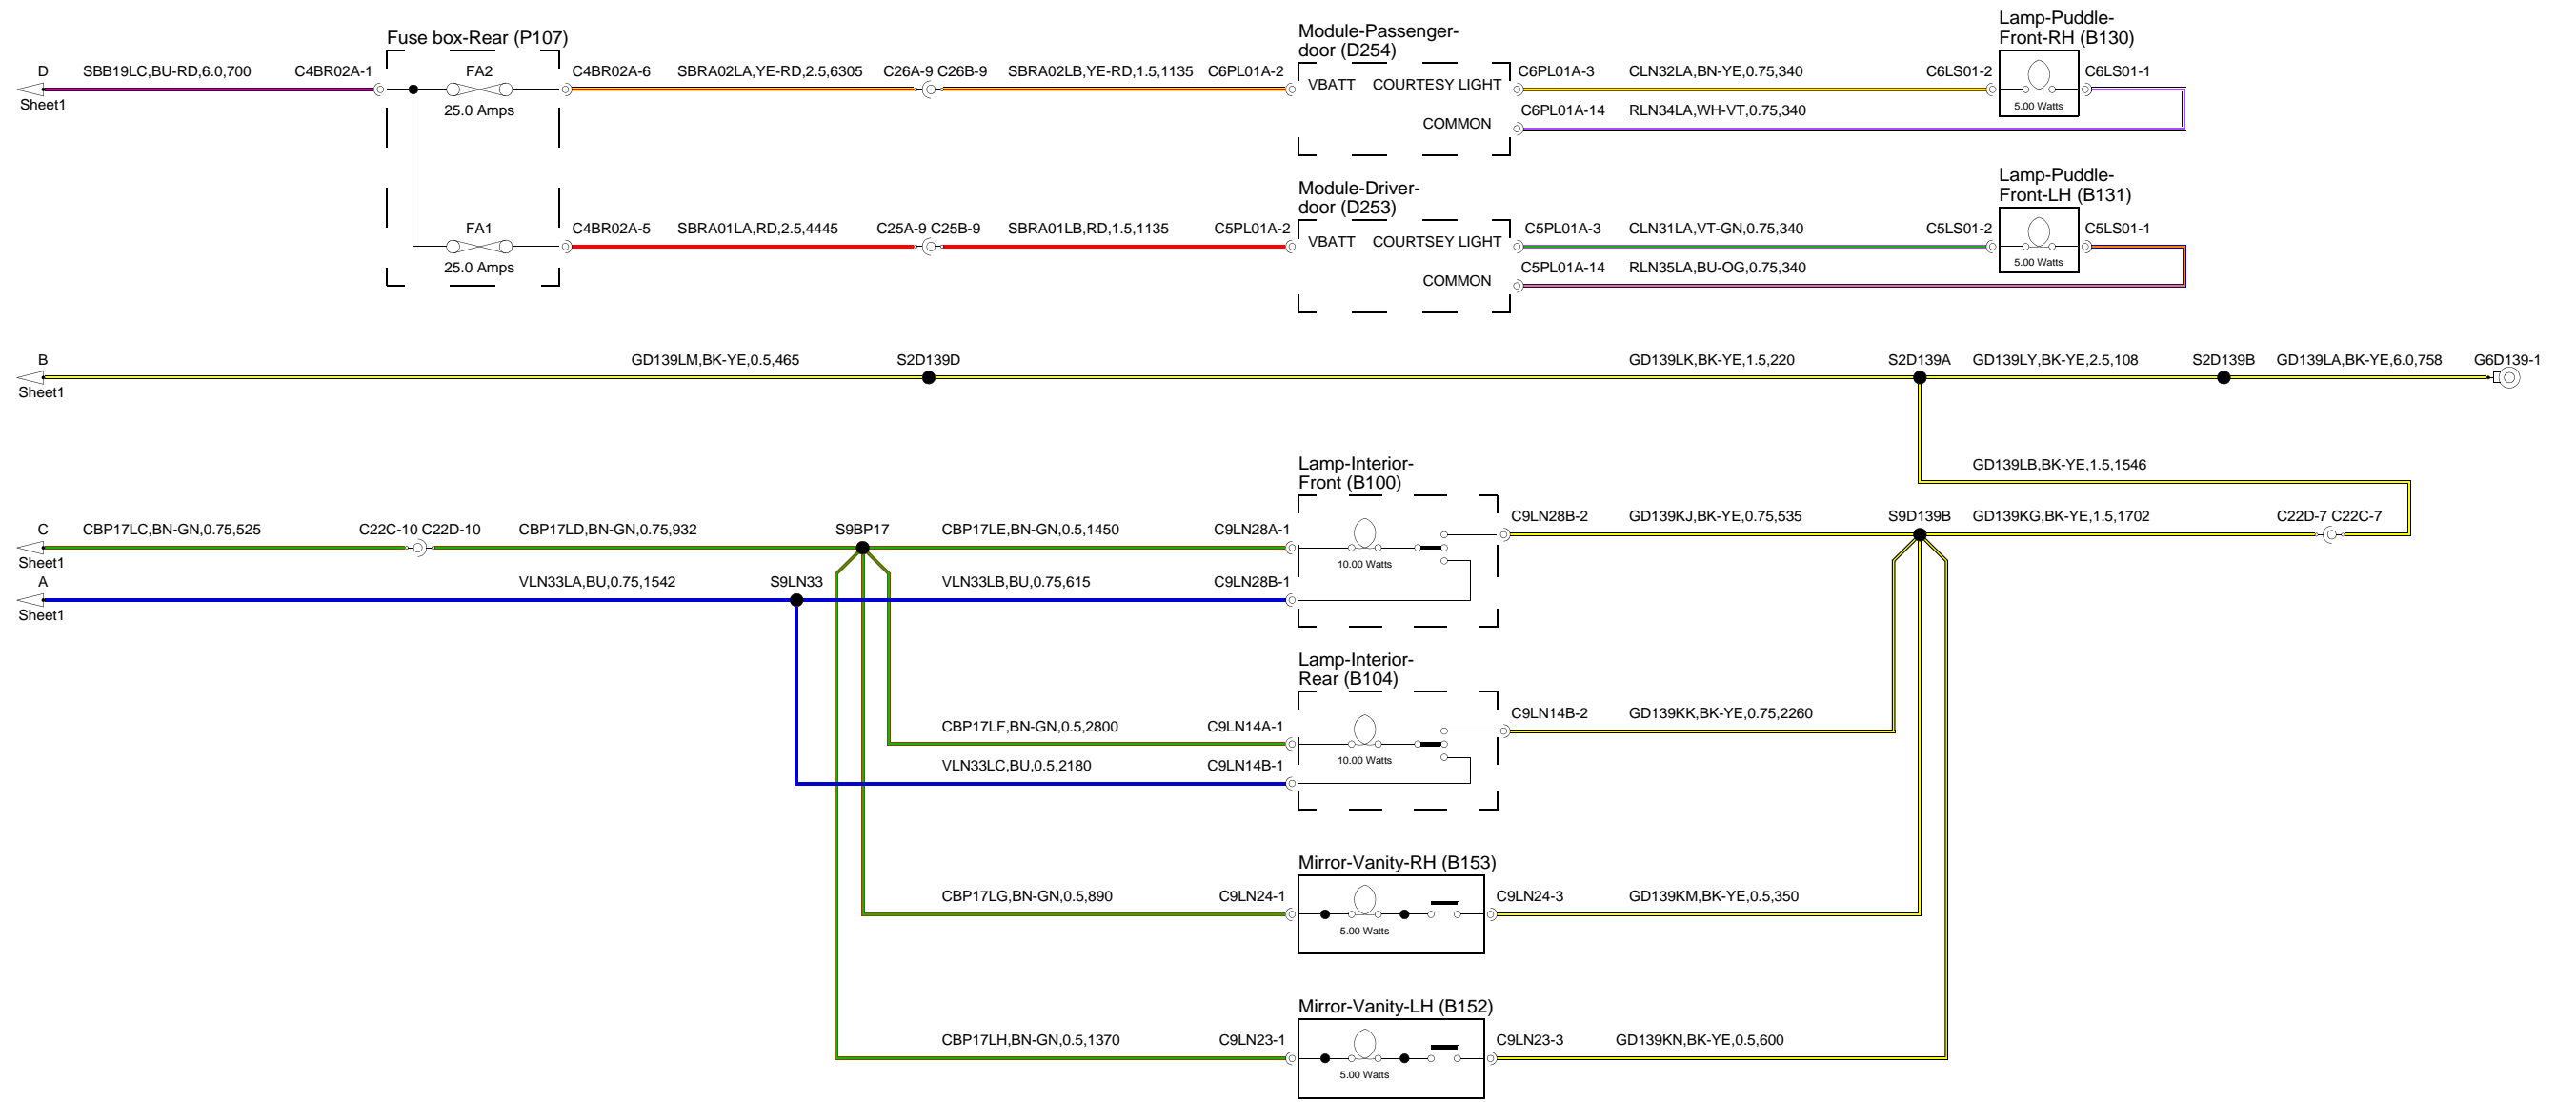 Fuse box-Rear (P107)
Module-Passenger-
door (D254)
Lamp-Puddle-
Front-RH (B130)
D
SBB19LC,BU-RD,6.0,700
C4BR02A-1
FA2
C4BR02A-6
SBRA02LA,YE-RD,2.5,6305
C26A-9 C26B-9
SBRA02LB,YE-RD,1.5,1135
C6PL01A-2
VBATT
COURTESY LIGHT
C6PL01A-3
CLN32LA,BN-YE,0.75,340
C6LS01-2
C6LS01-1
Sheet1
25.0 Amps
5.00 Watts
COMMON
C6PL01A-14
RLN34LA,WH-VT,0.75,340
Module-Driver-
door (D253)
Lamp-Puddle-
Front-LH (B131)
FA1
C4BR02A-5
SBRA01LA,RD,2.5,4445
C25A-9 C25B-9
SBRA01LB,RD,1.5,1135
C5PL01A-2
VBATT
COURTSEY LIGHT
C5PL01A-3
CLN31LA,VT-GN,0.75,340
C5LS01-2
C5LS01-1
25.0 Amps
5.00 Watts
COMMON
C5PL01A-14
RLN35LA,BU-OG,0.75,340
B
GD139LM,BK-YE,0.5,465
S2D139D
GD139LK,BK-YE,1.5,220
S2D139A
GD139LY,BK-YE,2.5,108
S2D139B
GD139LA,BK-YE,6.0,758
G6D139-1
Sheet1
GD139LB,BK-YE,1.5,1546
Lamp-Interior-
Front (B100)
C
CBP17LC,BN-GN,0.75,525
C22C-10 C22D-10
CBP17LD,BN-GN,0.75,932
S9BP17
CBP17LE,BN-GN,0.5,1450
C9LN28A-1
C9LN28B-2
GD139KJ,BK-YE,0.75,535
S9D139B
GD139KG,BK-YE,1.5,1702
C22D-7 C22C-7
Sheet1
10.00 Watts
A
VLN33LA,BU,0.75,1542
S9LN33
VLN33LB,BU,0.75,615
C9LN28B-1
Sheet1
Lamp-Interior-
Rear (B104)
CBP17LF,BN-GN,0.5,2800
C9LN14A-1
C9LN14B-2
GD139KK,BK-YE,0.75,2260
10.00 Watts
VLN33LC,BU,0.5,2180
C9LN14B-1
Mirror-Vanity-RH (B153)
CBP17LG,BN-GN,0.5,890
C9LN24-1
C9LN24-3
GD139KM,BK-YE,0.5,350
5.00 Watts
Mirror-Vanity-LH (B152)
CBP17LH,BN-GN,0.5,1370
C9LN23-1
C9LN23-3
GD139KN,BK-YE,0.5,600
5.00 Watts